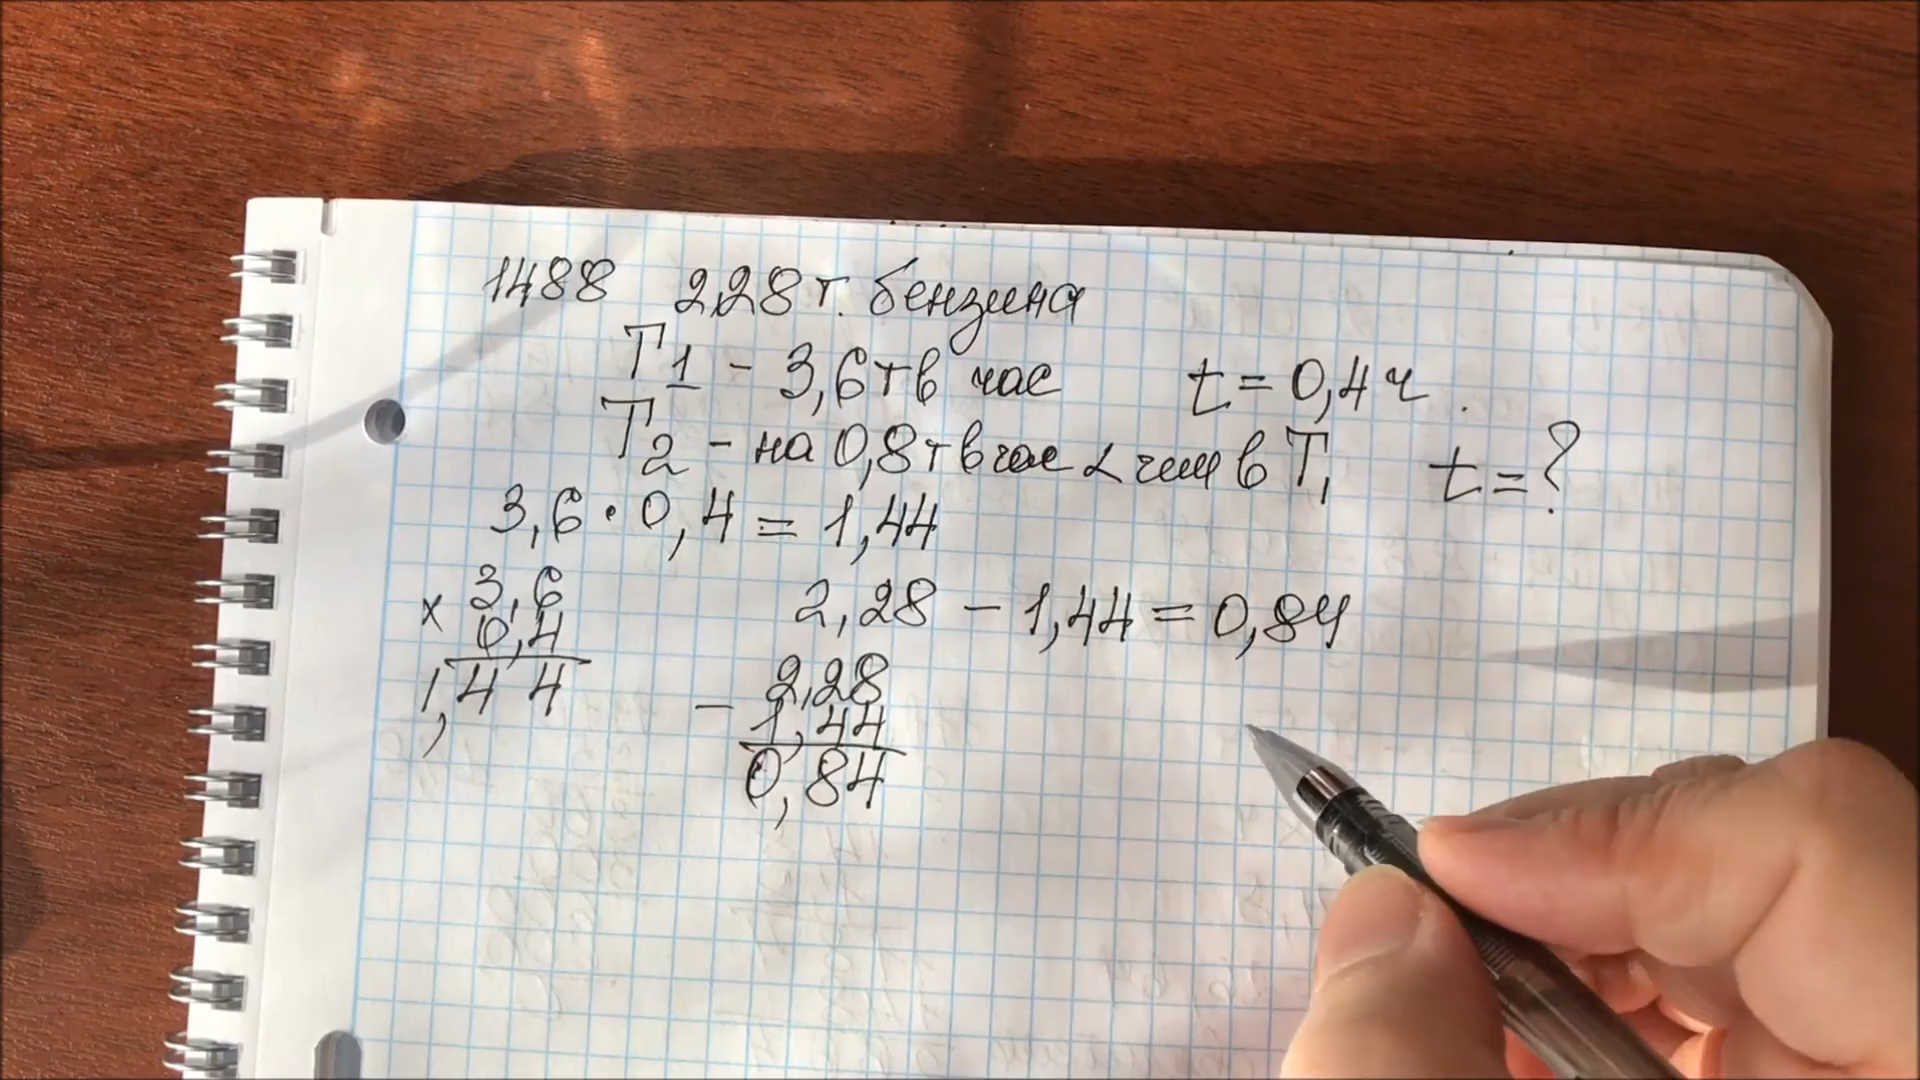 1488 2,28 т. бензина
Т1 - 3,6 т в час t = 0,4 ч.
Т2 - на 0,8 т в час < чем в Т1 t = ?
3,6 · 0,4 = 1,44
× 3,6
0,4
1,44
2,28 - 1,44 = 0,84
- 2,28
1,44
0,84